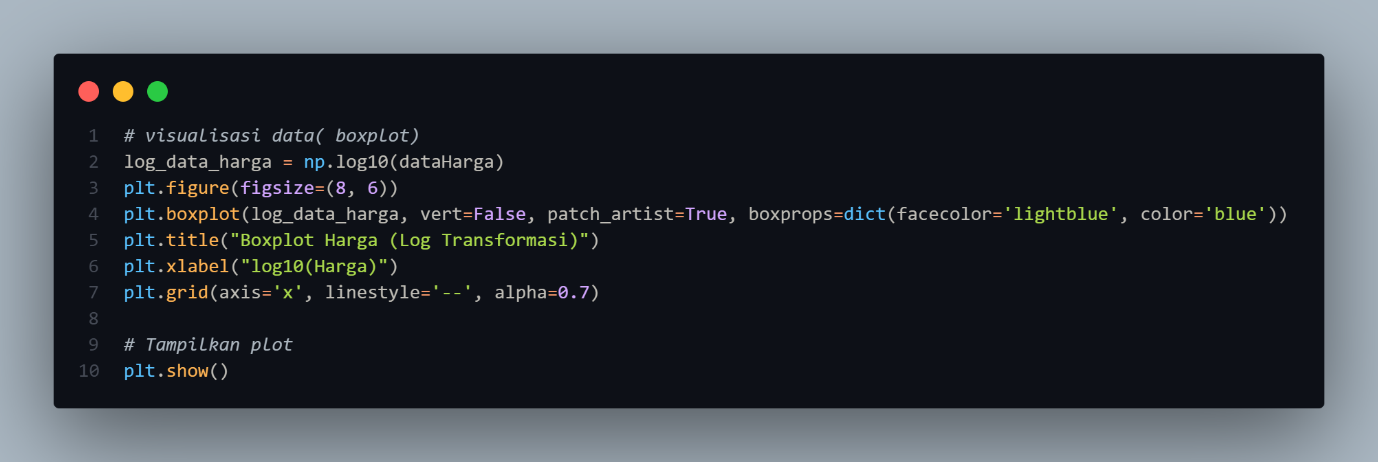 1 # visualisasi data( boxplot)
2 log_data_harga = np.log10(dataHarga)
3 plt.figure(figsize=(8, 6))
4 plt.boxplot(log_data_harga, vert=False, patch_artist=True, boxprops=dict(facecolor='lightblue', color='blue'))
5 plt.title("Boxplot Harga (Log Transformasi)")
6 plt.xlabel("log10(Harga)")
7 plt.grid(axis='x', linestyle='--', alpha=0.7)
8
9 # Tampilkan plot
10 plt.show()